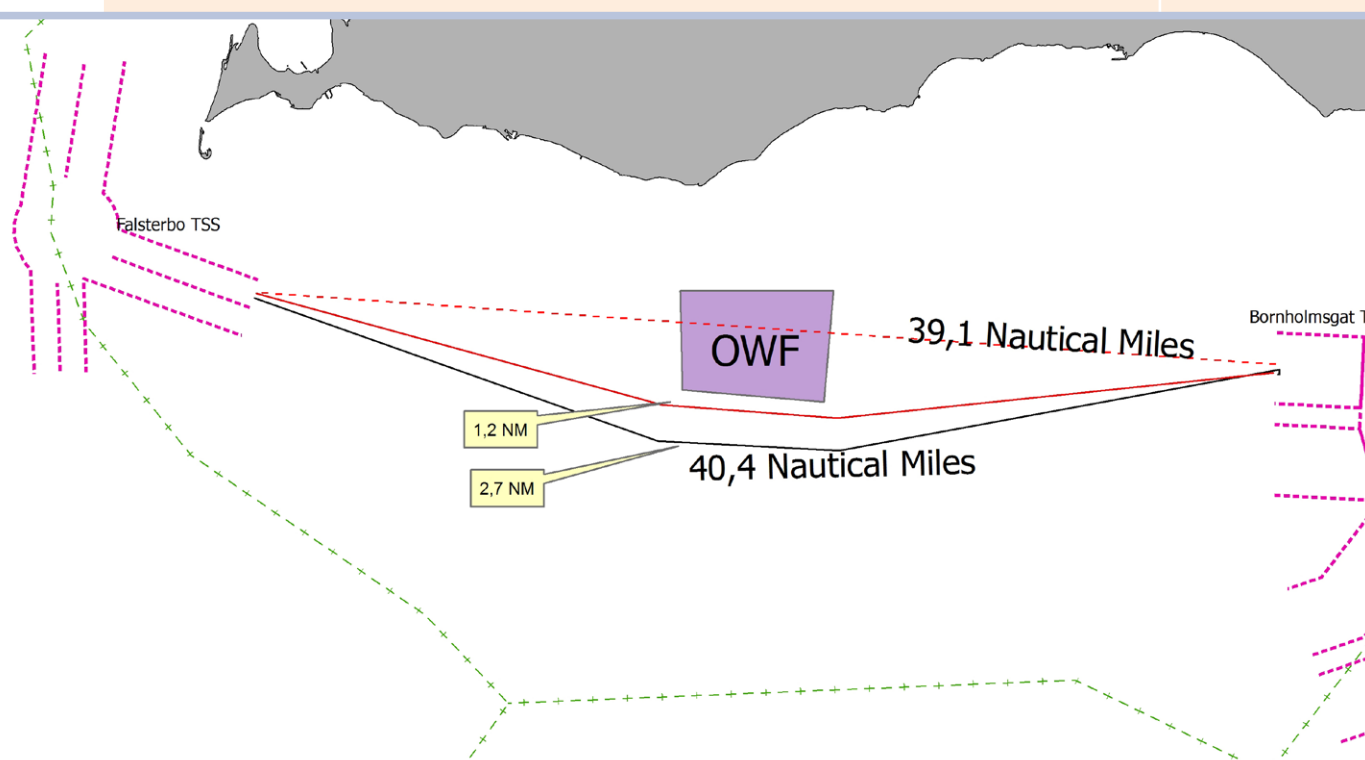 Falsterbo TSS
Bornholmsgat T
OWF
39,1 Nautical Miles
1,2 NM
40,4 Nautical Miles
2,7 NM